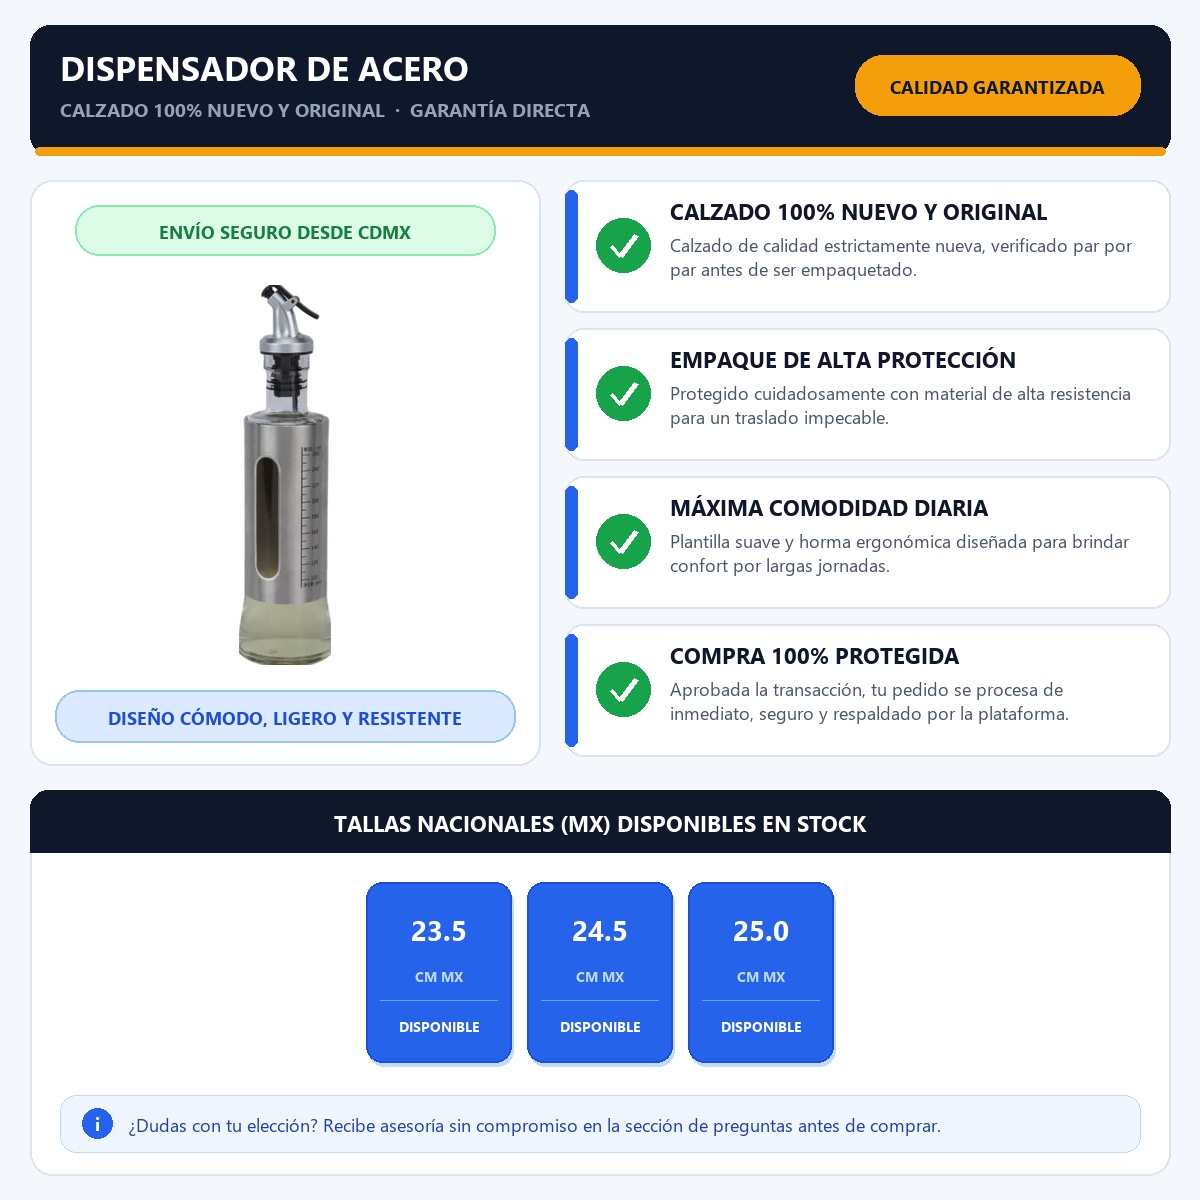 DISPENSADOR DE ACERO
CALZADO 100% NUEVO Y ORIGINAL · GARANTÍA DIRECTA
CALIDAD GARANTIZADA
ENVÍO SEGURO DESDE CDMX
DISEÑO CÓMODO, LIGERO Y RESISTENTE
CALZADO 100% NUEVO Y ORIGINAL
Calzado de calidad estrictamente nueva, verificado par por
par antes de ser empaquetado.
EMPAQUE DE ALTA PROTECCIÓN
Protegido cuidadosamente con material de alta resistencia
para un traslado impecable.
MÁXIMA COMODIDAD DIARIA
Plantilla suave y horma ergonómica diseñada para brindar
confort por largas jornadas.
COMPRA 100% PROTEGIDA
Aprobada la transacción, tu pedido se procesa de
inmediato, seguro y respaldado por la plataforma.
TALLAS NACIONALES (MX) DISPONIBLES EN STOCK
23.5
CM MX
DISPONIBLE
24.5
CM MX
DISPONIBLE
25.0
CM MX
DISPONIBLE
¿Dudas con tu elección? Recibe asesoría sin compromiso en la sección de preguntas antes de comprar.